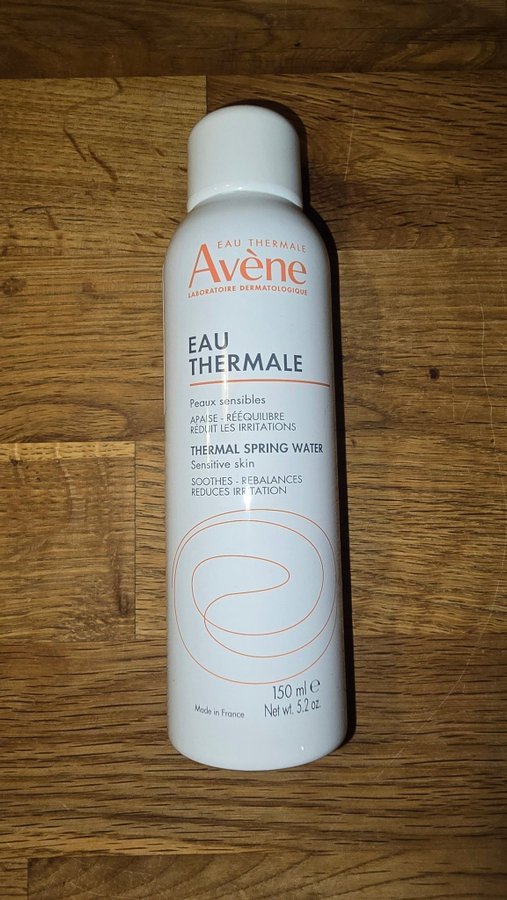 EAU THERMALE
Avène
LABORATOIRE DERMATOLOGIQUE
EAU
THERMALE
Peaux sensibles
APAISE - RÉÉQUILIBRE
RÉDUIT LES IRRITATIONS
THERMAL SPRING WATER
Sensitive skin
SOOTHES - REBALANCES
REDUCES IRRITATION
150 ml ℮
Made in France
Net wt. 5.2 oz.